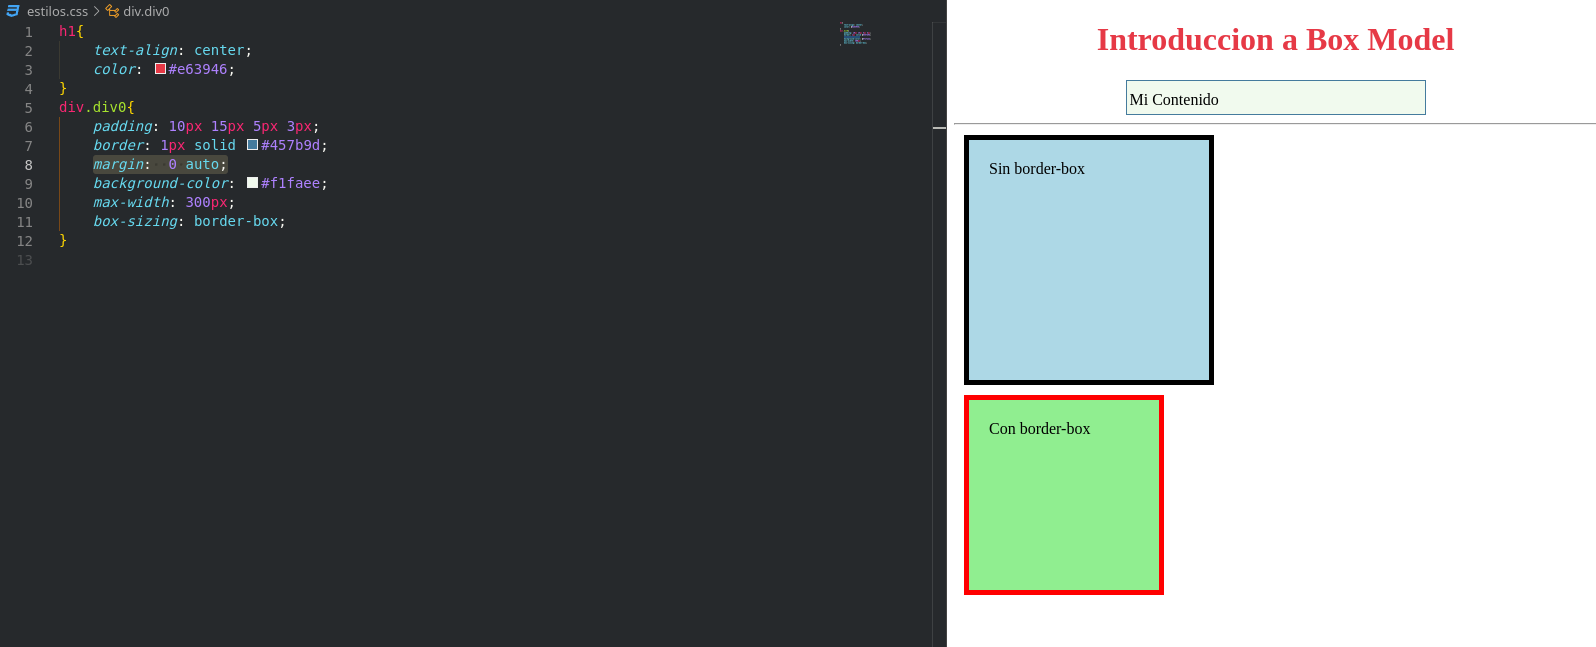 estilos.css > div.div0
1 h1{
2 text-align: center;
3 color: #e63946;
4 }
5 div.div0{
6 padding: 10px 15px 5px 3px;
7 border: 1px solid #457b9d;
8 margin:  0 auto;
9 background-color: #f1faee;
10 max-width: 300px;
11 box-sizing: border-box;
12 }
13
Introduccion a Box Model
Mi Contenido
Sin border-box
Con border-box